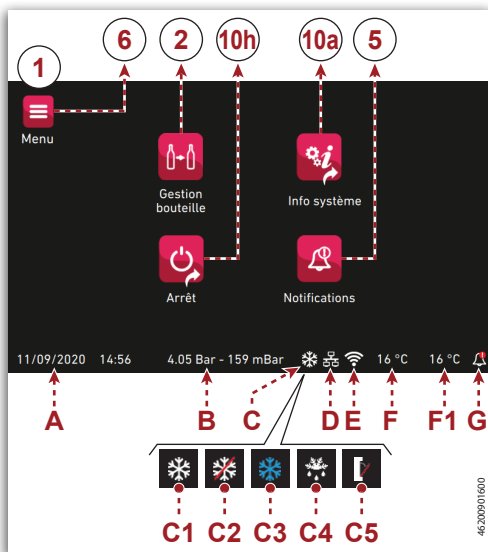 6 2 10h 10a 5
1
Menu
Gestion
bouteille
Info système
Arrêt
Notifications
11/09/2020 14:56 4.05 Bar - 159 mBar 16 °C 16 °C
A B C D E F F1 G
C1 C2 C3 C4 C5
46200901600